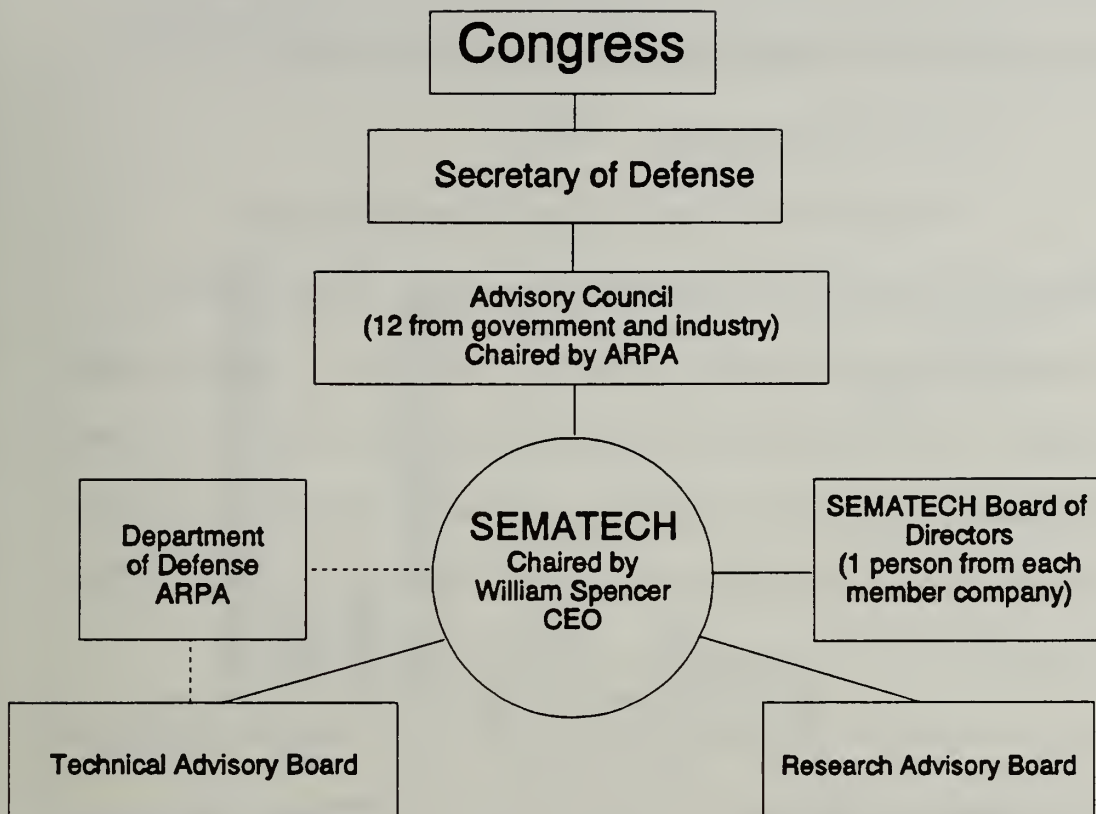 Congress
Secretary of Defense
Advisory Council
(12 from government and industry)
Chaired by ARPA
Department
of Defense
ARPA
SEMATECH
Chaired by
William Spencer
CEO
SEMATECH Board of
Directors
(1 person from each
member company)
Technical Advisory Board
Research Advisory Board